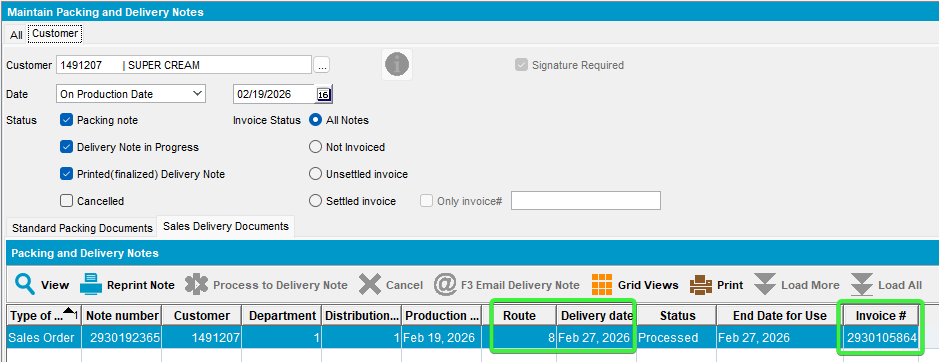 Maintain Packing and Delivery Notes
All Customer
Customer 1491207 | SUPER CREAM ... Signature Required
Date On Production Date 02/19/2026 16
Status Packing note Invoice Status All Notes
Delivery Note in Progress Not Invoiced
Printed(finalized) Delivery Note Unsettled invoice
Cancelled Settled invoice Only invoice#
Standard Packing Documents Sales Delivery Documents
Packing and Delivery Notes
View Reprint Note Process to Delivery Note Cancel F3 Email Delivery Note Grid Views Print Load More Load All
Type of ... 1 Note number Customer Department Distribution... Production ... Route Delivery date Status End Date for Use Invoice #
Sales Order 2930192365 1491207 1 1 Feb 19, 2026 8 Feb 27, 2026 Processed Feb 27, 2026 2930105864